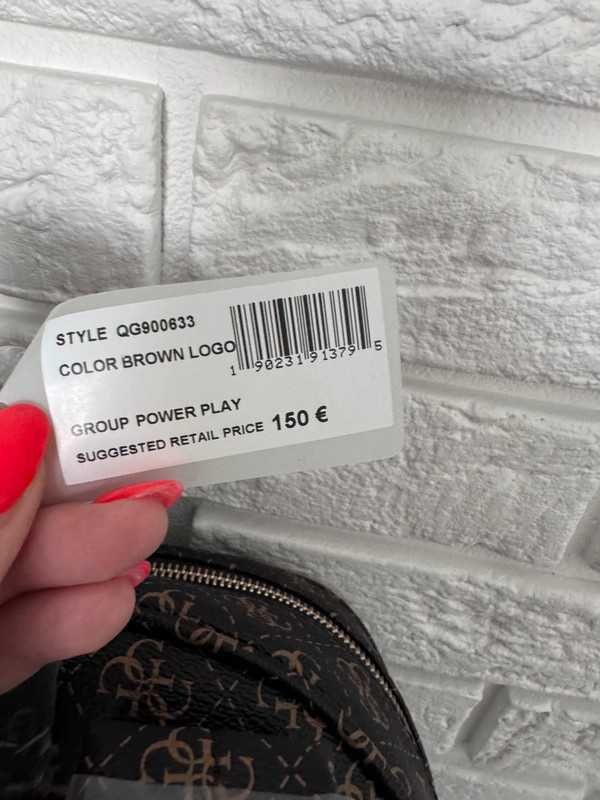 STYLE QG900633
COLOR BROWN LOGO
1 90231 91379 5
GROUP POWER PLAY
SUGGESTED RETAIL PRICE 150 €